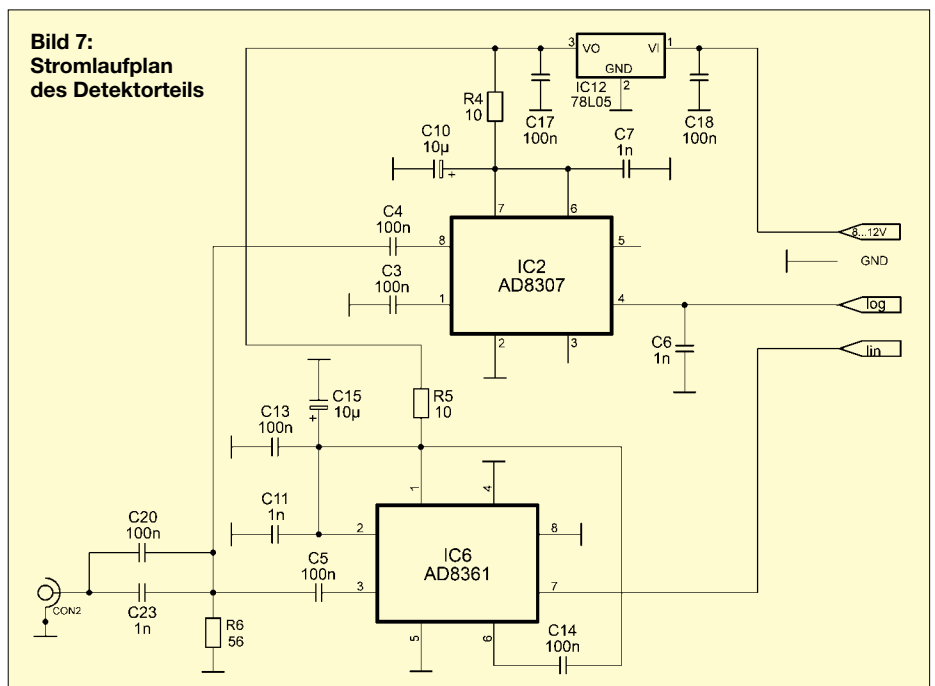 Bild 7:
Stromlaufplan
des Detektorteils
3 VO VI 1
GND
2
IC12
78L05
R4
10
C17
100n
C18
100n
C10
10µ
+
C7
1n
7 6
C4
100n
8
5
IC2
AD8307
C3
100n
1
4
2 3
8...12V
GND
log
lin
C6
1n
C15
10µ
+
R5
10
C13
100n
1
4
C11
1n
2
8
IC6
AD8361
C20
100n
C5
100n
3
7
CON2
C23
1n
R6
56
5
6
C14
100n